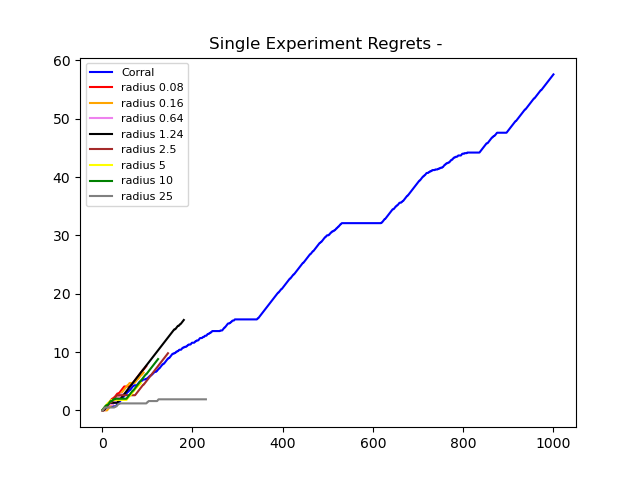 Single Experiment Regrets -
60
50
40
30
20
10
0
Corral
radius 0.08
radius 0.16
radius 0.64
radius 1.24
radius 2.5
radius 5
radius 10
radius 25
0 200 400 600 800 1000